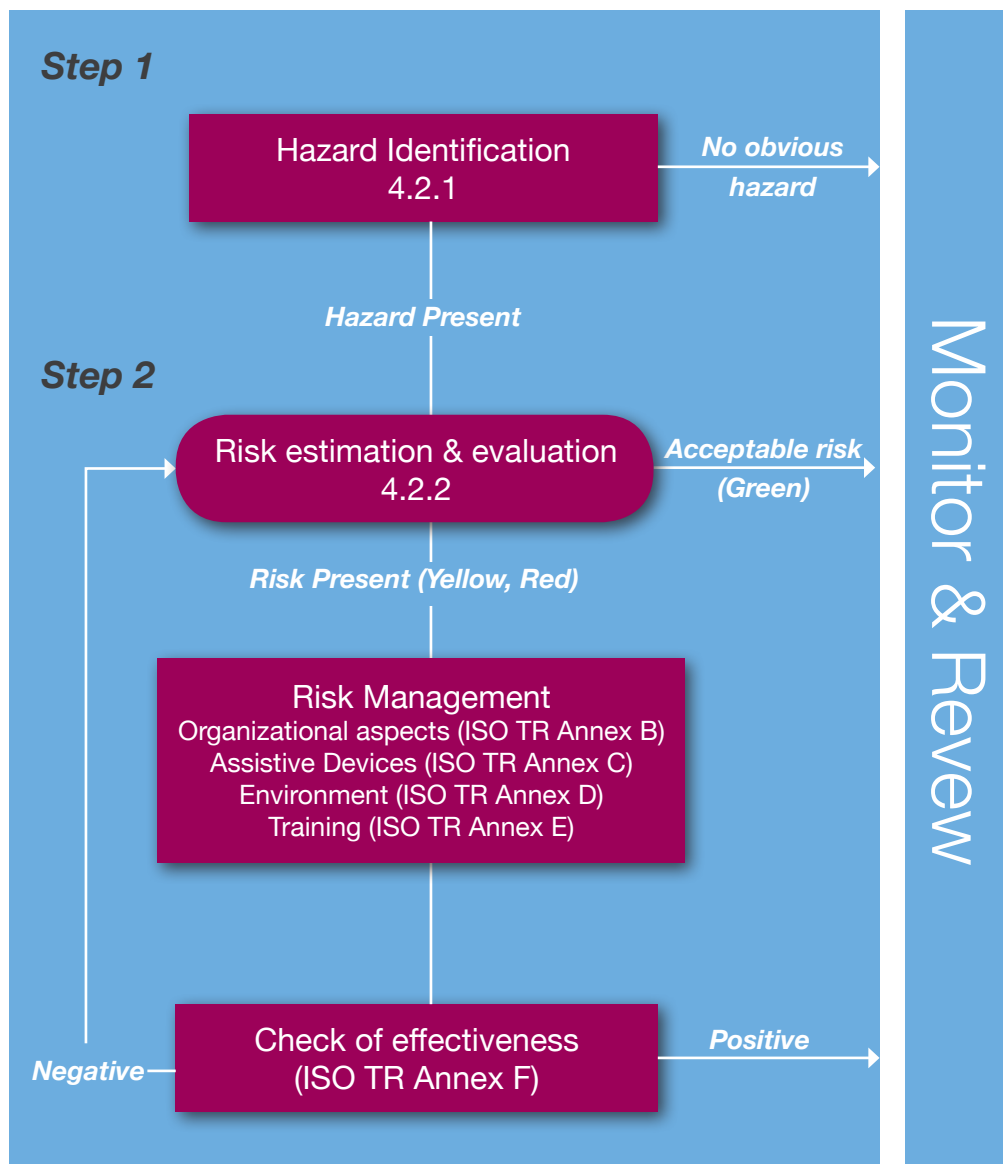 Step 1
Hazard Identification
4.2.1
No obvious
hazard
Hazard Present
Step 2
Risk estimation & evaluation
4.2.2
Acceptable risk
(Green)
Risk Present (Yellow, Red)
Risk Management
Organizational aspects (ISO TR Annex B)
Assistive Devices (ISO TR Annex C)
Environment (ISO TR Annex D)
Training (ISO TR Annex E)
Check of effectiveness
(ISO TR Annex F)
Positive
Negative
Monitor & Revew